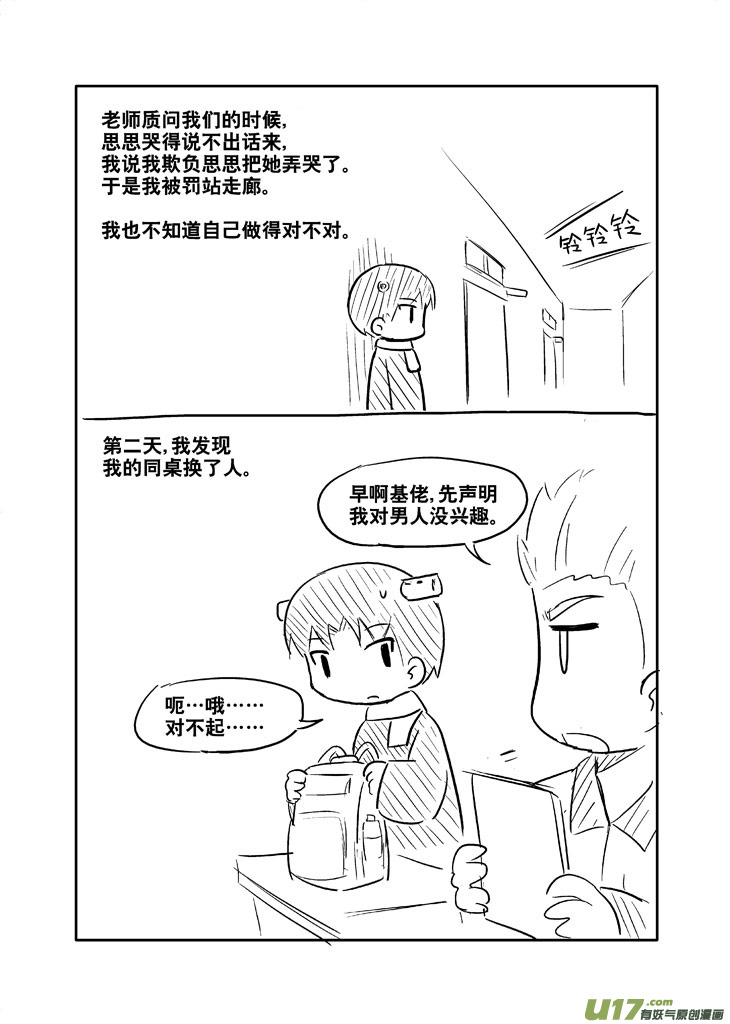 老师质问我们的时候,
思思哭得说不出话来,
我说我欺负思思把她弄哭了。
于是我被罚站走廊。
我也不知道自己做得对不对。
铃铃铃
第二天,我发现
我的同桌换了人。
早啊基佬,先声明
我对男人没兴趣。
呃…哦……
对不起……
U17.com
有妖气原创漫画